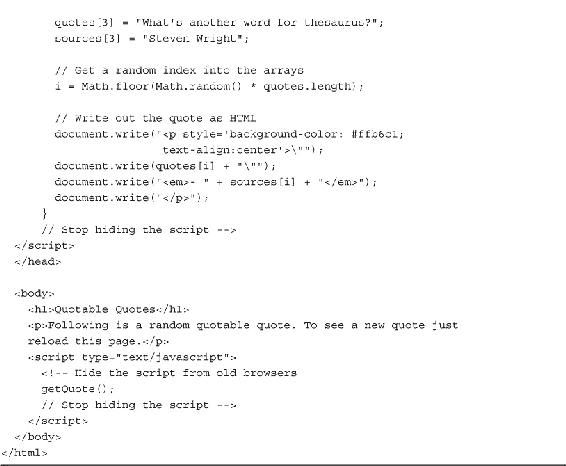 quotes[3] = "What's another word for thesaurus?";
sources[3] = "Steven Wright";
// Get a random index into the arrays
i = Math.floor(Math.random() * quotes.length);
// Write out the quote as HTML
document.write("<p style='background-color: #ffb6c1;
text-align:center'>\"");
document.write(quotes[i] + "\"");
document.write("<em>- " + sources[i] + "</em>");
document.write("</p>");
}
// Stop hiding the script -->
</script>
</head>
<body>
<h1>Quotable Quotes</h1>
<p>Following is a random quotable quote. To see a new quote just
reload this page.</p>
<script type="text/javascript">
<!-- Hide the script from old browsers
getQuote();
// Stop hiding the script -->
</script>
</body>
</html>